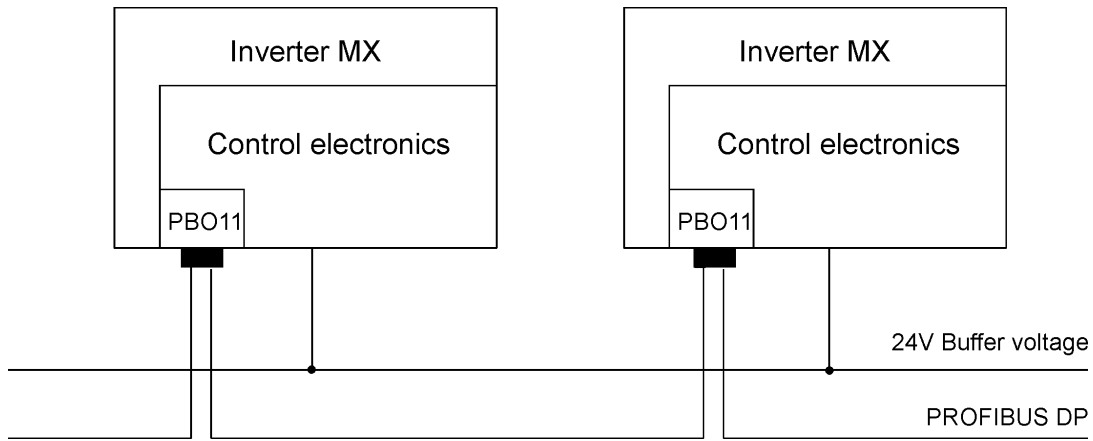 Inverter MX
Control electronics
PBO11
Inverter MX
Control electronics
PBO11
24V Buffer voltage
PROFIBUS DP